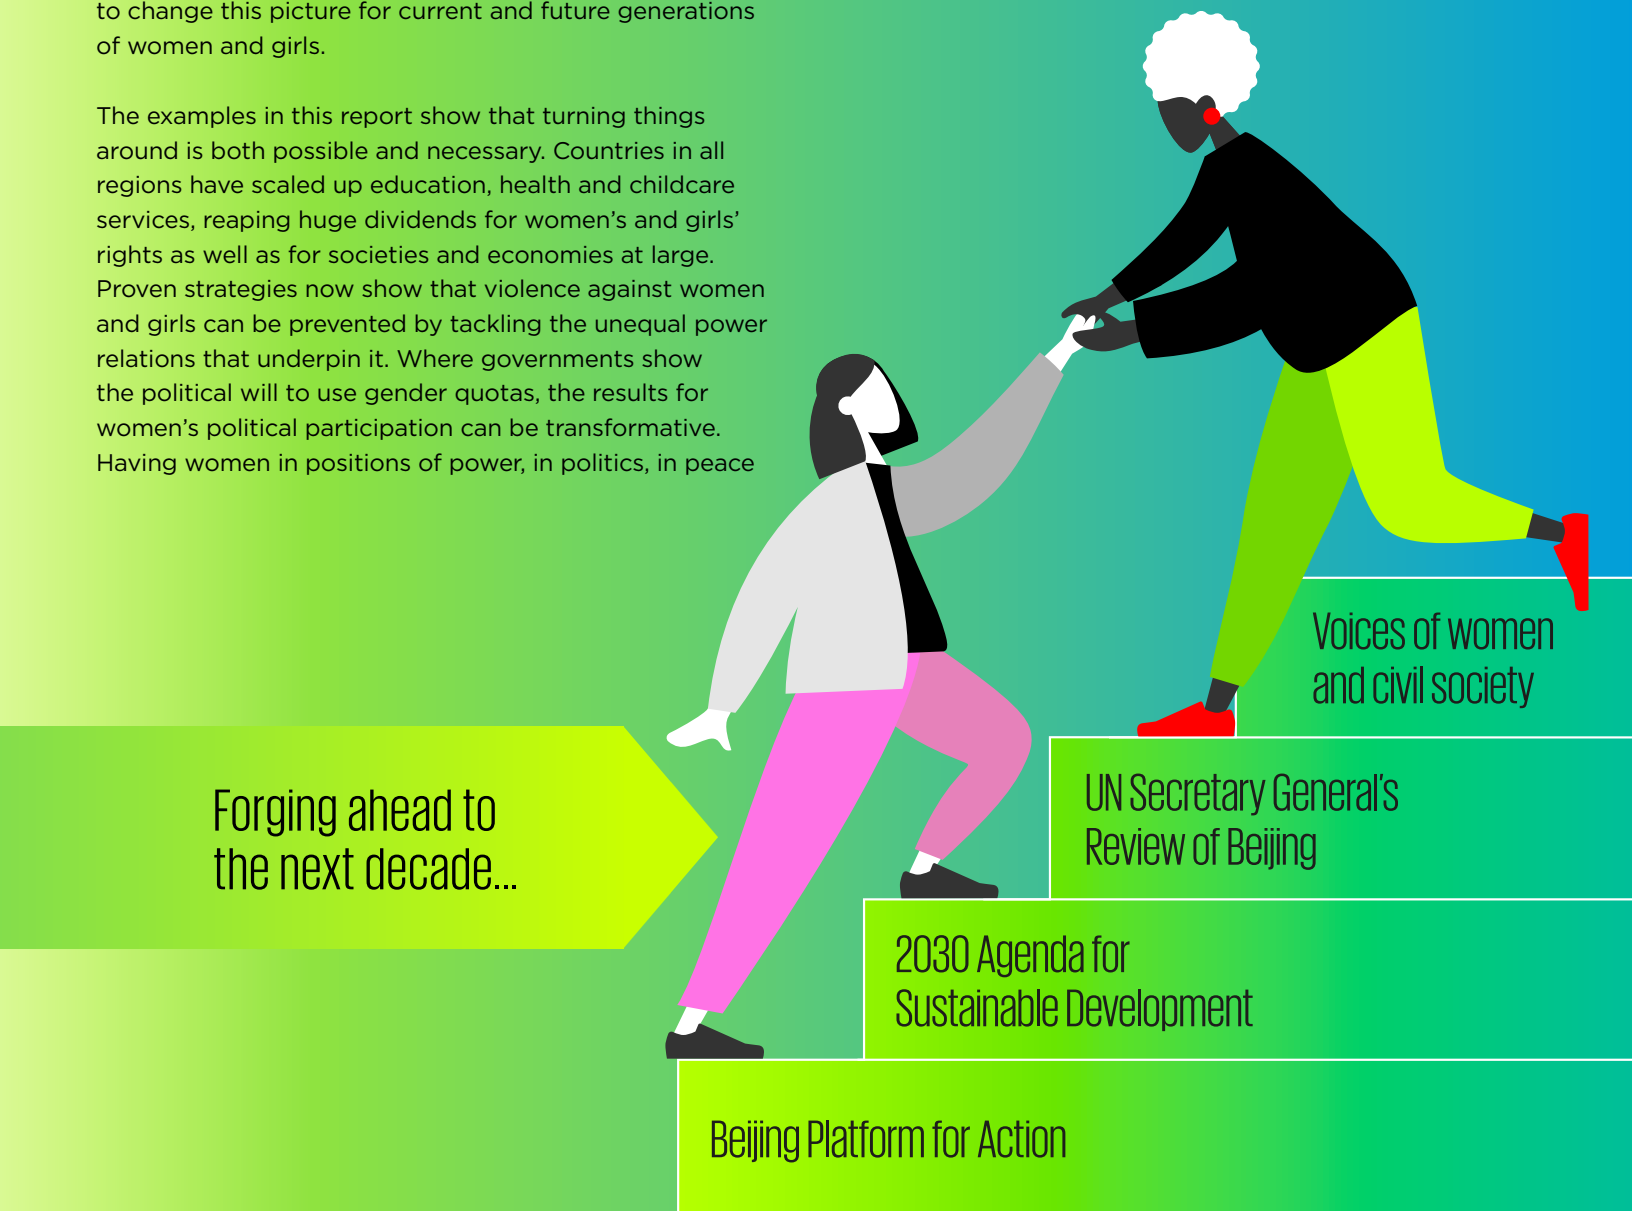 to change this picture for current and future generations
of women and girls.
The examples in this report show that turning things
around is both possible and necessary. Countries in all
regions have scaled up education, health and childcare
services, reaping huge dividends for women’s and girls’
rights as well as for societies and economies at large.
Proven strategies now show that violence against women
and girls can be prevented by tackling the unequal power
relations that underpin it. Where governments show
the political will to use gender quotas, the results for
women’s political participation can be transformative.
Having women in positions of power, in politics, in peace
Forging ahead to
the next decade...
Voices of women
and civil society
UN Secretary General’s
Review of Beijing
2030 Agenda for
Sustainable Development
Beijing Platform for Action